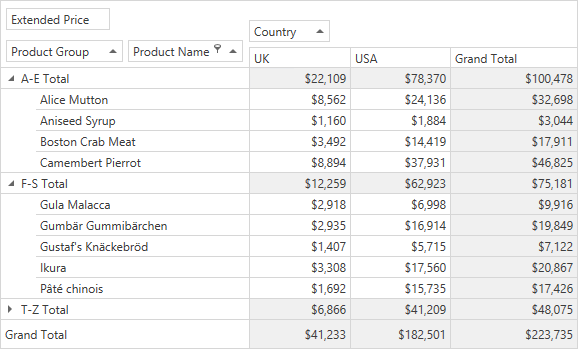 Extended Price
Country
Product Group Product Name
UK USA Grand Total
A-E Total $22,109 $78,370 $100,478
Alice Mutton $8,562 $24,136 $32,698
Aniseed Syrup $1,160 $1,884 $3,044
Boston Crab Meat $3,492 $14,419 $17,911
Camembert Pierrot $8,894 $37,931 $46,825
F-S Total $12,259 $62,923 $75,181
Gula Malacca $2,918 $6,998 $9,916
Gumbär Gummibärchen $2,935 $16,914 $19,849
Gustaf's Knäckebröd $1,407 $5,715 $7,122
Ikura $3,308 $17,560 $20,867
Pâté chinois $1,692 $15,735 $17,426
T-Z Total $6,866 $41,209 $48,075
Grand Total $41,233 $182,501 $223,735